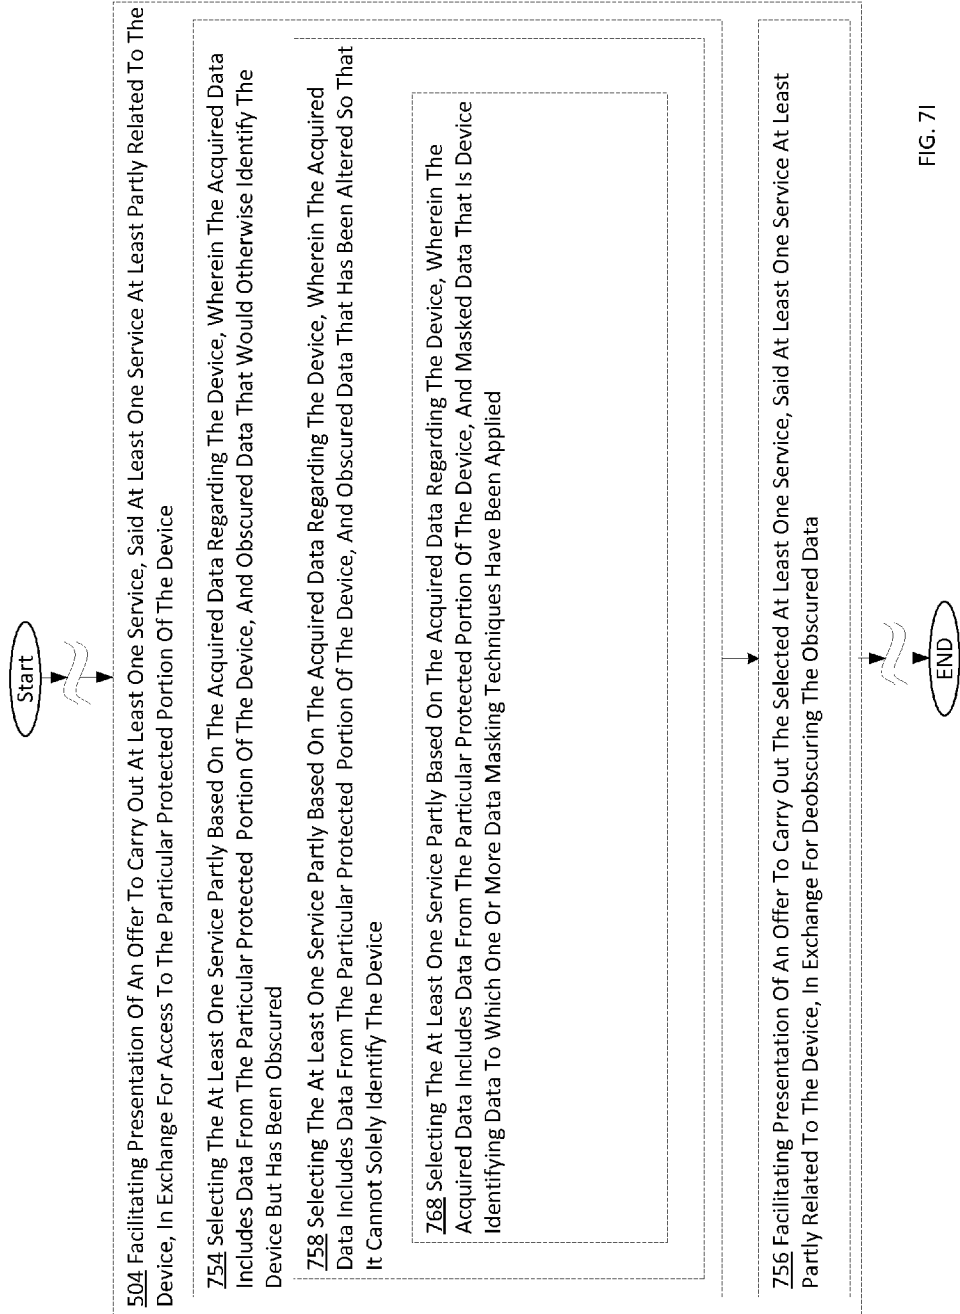 Start
504 Facilitating Presentation Of An Offer To Carry Out At Least One Service, Said At Least One Service At Least Partly Related To The
Device, In Exchange For Access To The Particular Protected Portion Of The Device
754 Selecting The At Least One Service Partly Based On The Acquired Data Regarding The Device, Wherein The Acquired Data
Includes Data From The Particular Protected Portion Of The Device, And Obscured Data That Would Otherwise Identify The
Device But Has Been Obscured
758 Selecting The At Least One Service Partly Based On The Acquired Data Regarding The Device, Wherein The Acquired
Data Includes Data From The Particular Protected Portion Of The Device, And Obscured Data That Has Been Altered So That
It Cannot Solely Identify The Device
768 Selecting The At Least One Service Partly Based On The Acquired Data Regarding The Device, Wherein The
Acquired Data Includes Data From The Particular Protected Portion Of The Device, And Masked Data That Is Device
Identifying Data To Which One Or More Data Masking Techniques Have Been Applied
756 Facilitating Presentation Of An Offer To Carry Out The Selected At Least One Service, Said At Least One Service At Least
Partly Related To The Device, In Exchange For Deobscuring The Obscured Data
END
FIG. 7I